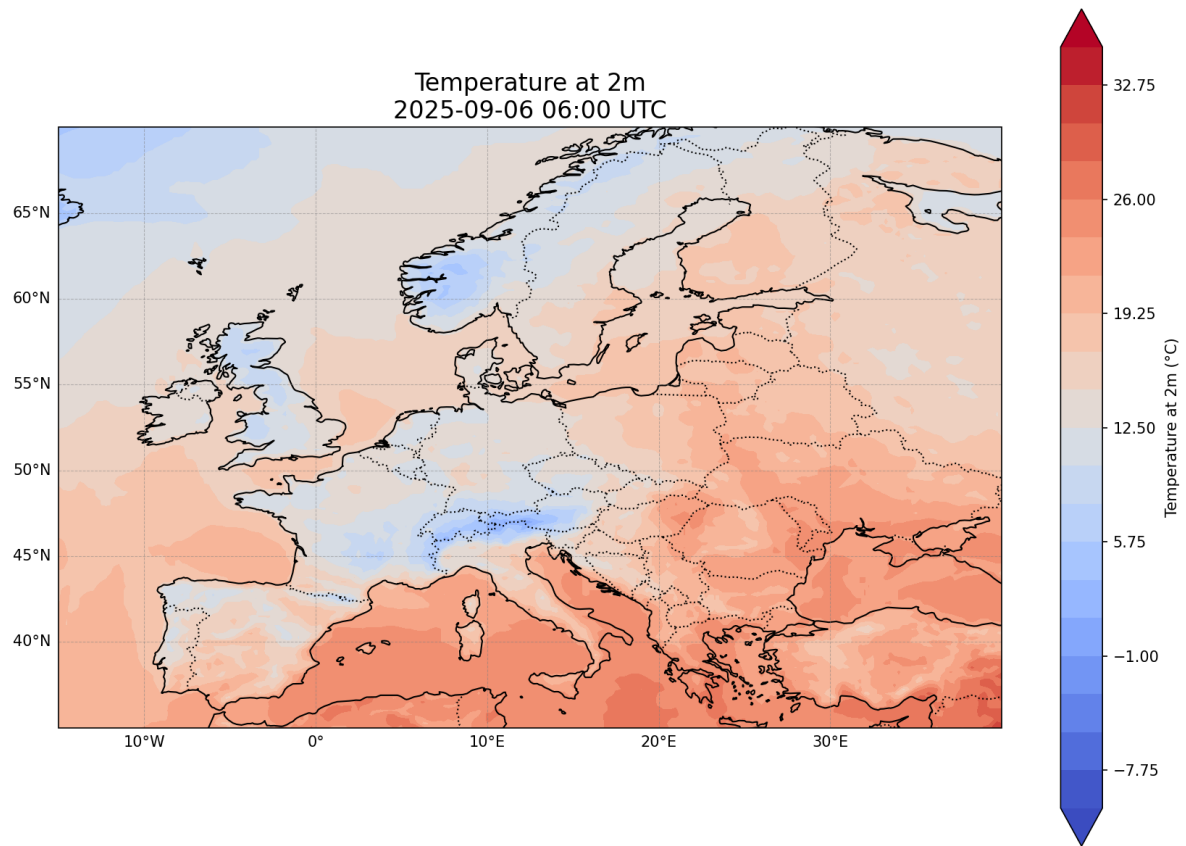 Temperature at 2m
2025-09-06 06:00 UTC
65°N
60°N
55°N
50°N
45°N
40°N
10°W
0°
10°E
20°E
30°E
32.75
26.00
19.25
12.50
5.75
−1.00
−7.75
Temperature at 2m (°C)